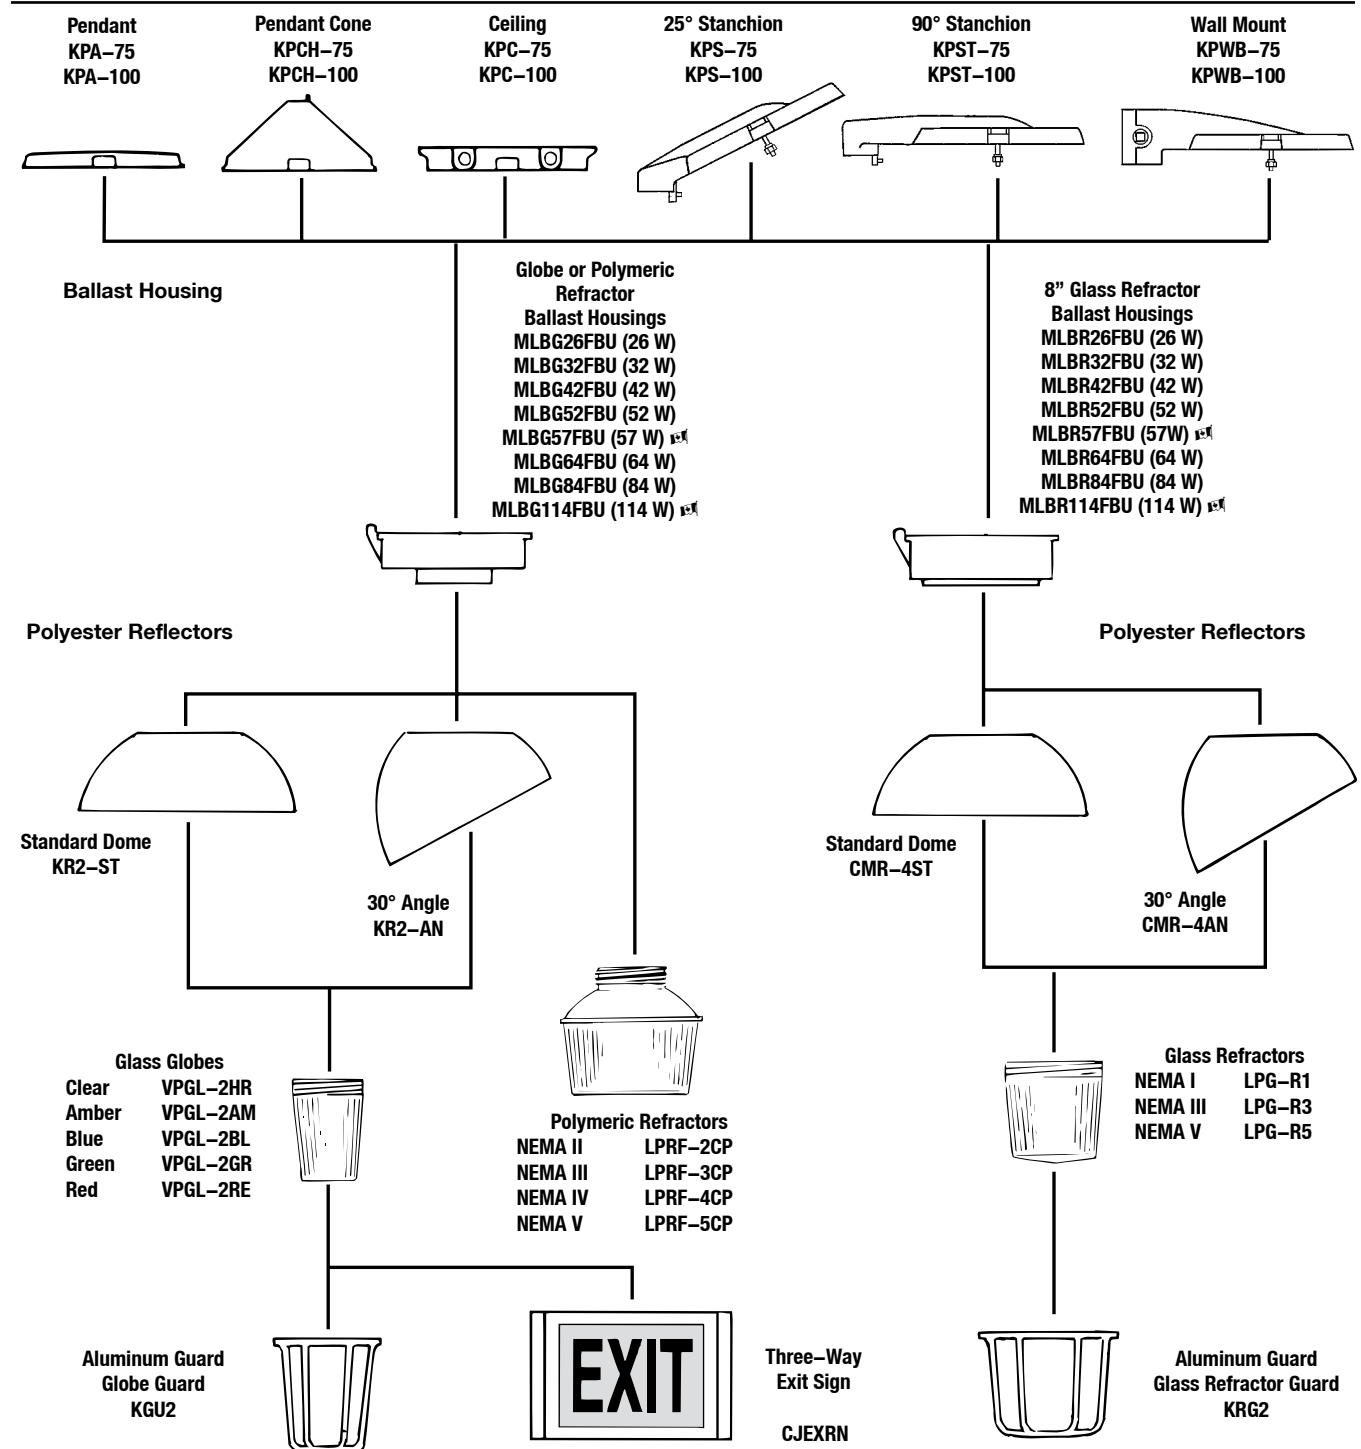 Pendant
KPA–75
KPA–100
Pendant Cone
KPCH–75
KPCH–100
Ceiling
KPC–75
KPC–100
25° Stanchion
KPS–75
KPS–100
90° Stanchion
KPST–75
KPST–100
Wall Mount
KPWB–75
KPWB–100
Ballast Housing
Globe or Polymeric
Refractor
Ballast Housings
MLBG26FBU (26 W)
MLBG32FBU (32 W)
MLBG42FBU (42 W)
MLBG52FBU (52 W)
MLBG57FBU (57 W)
MLBG64FBU (64 W)
MLBG84FBU (84 W)
MLBG114FBU (114 W)
8” Glass Refractor
Ballast Housings
MLBR26FBU (26 W)
MLBR32FBU (32 W)
MLBR42FBU (42 W)
MLBR52FBU (52 W)
MLBR57FBU (57W)
MLBR64FBU (64 W)
MLBR84FBU (84 W)
MLBR114FBU (114 W)
Polyester Reflectors
Polyester Reflectors
Standard Dome
KR2–ST
30° Angle
KR2–AN
Standard Dome
CMR–4ST
30° Angle
CMR–4AN
Glass Globes
Clear VPGL–2HR
Amber VPGL–2AM
Blue VPGL–2BL
Green VPGL–2GR
Red VPGL–2RE
Polymeric Refractors
NEMA II LPRF–2CP
NEMA III LPRF–3CP
NEMA IV LPRF–4CP
NEMA V LPRF–5CP
Glass Refractors
NEMA I LPG–R1
NEMA III LPG–R3
NEMA V LPG–R5
Aluminum Guard
Globe Guard
KGU2
EXIT
Three–Way
Exit Sign
CJEXRN
Aluminum Guard
Glass Refractor Guard
KRG2